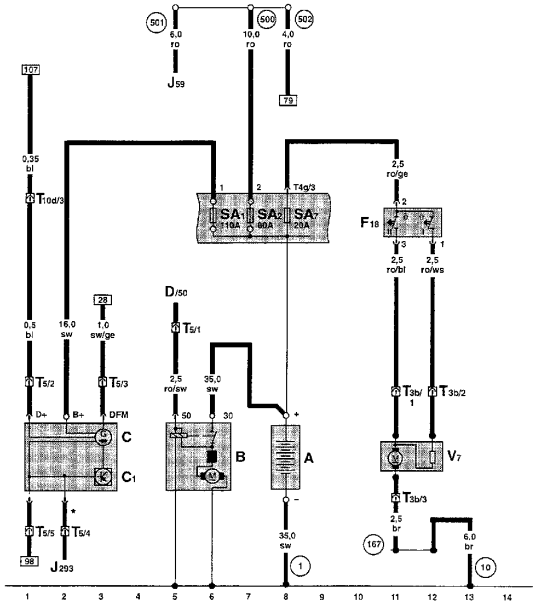 501 500 502
6,0 10,0 4,0
ro ro ro
J59
107 79
0,35 2,5
bl ro/ge
1 2 T4g/3
T10d/3 SA1 SA2 SA7 2
110A 80A 20A F18
3 1
2,5 2,5
ro/bl ro/ws
D/50
28
T5/1
0,5 16,0 1,0
bl sw sw/ge
T5/2 T5/3 2,5 35,0 T3b/1 T3b/2
ro/sw sw
D+ B+ DFM 50 30 +
G C
B A M V7
K C1 M
− T3b/3
*
T5/5 T5/4 35,0 2,5 6,0
sw br br
98 J293 1 167 10
1 2 3 4 5 6 7 8 9 10 11 12 13 14